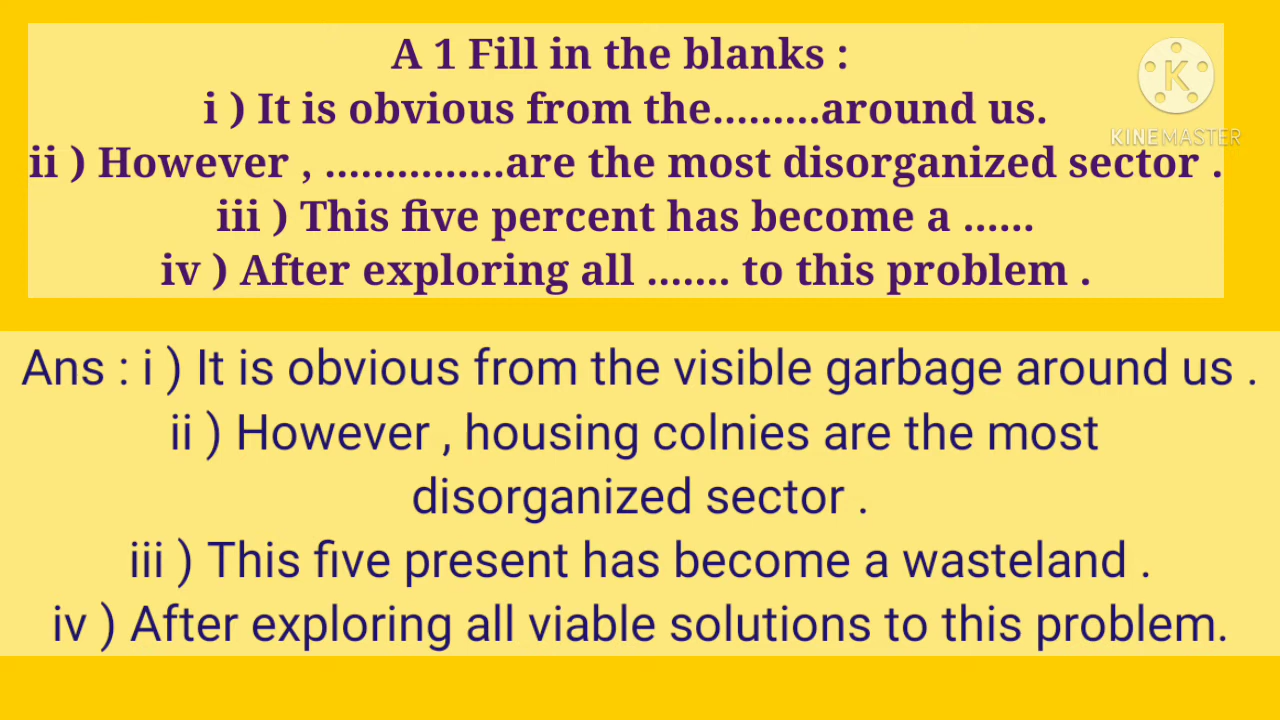 A 1 Fill in the blanks :
i ) It is obvious from the.........around us.
K
KINEMASTER
ii ) However , ...............are the most disorganized sector .
iii ) This five percent has become a ......
iv ) After exploring all ....... to this problem .
Ans : i ) It is obvious from the visible garbage around us .
ii ) However , housing colnies are the most
disorganized sector .
iii ) This five present has become a wasteland .
iv ) After exploring all viable solutions to this problem.